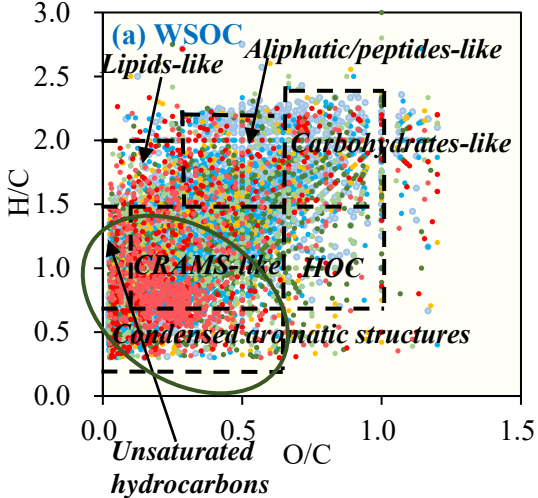 3.0
(a) WSOC
Aliphatic/peptides-like
Lipids-like
2.5
2.0
Carbohydrates-like
H/C
1.5
CRAMS-like
HOC
1.0
Condensed aromatic structures
0.5
0.0
0.0
0.5
1.0
1.5
Unsaturated
hydrocarbons
O/C